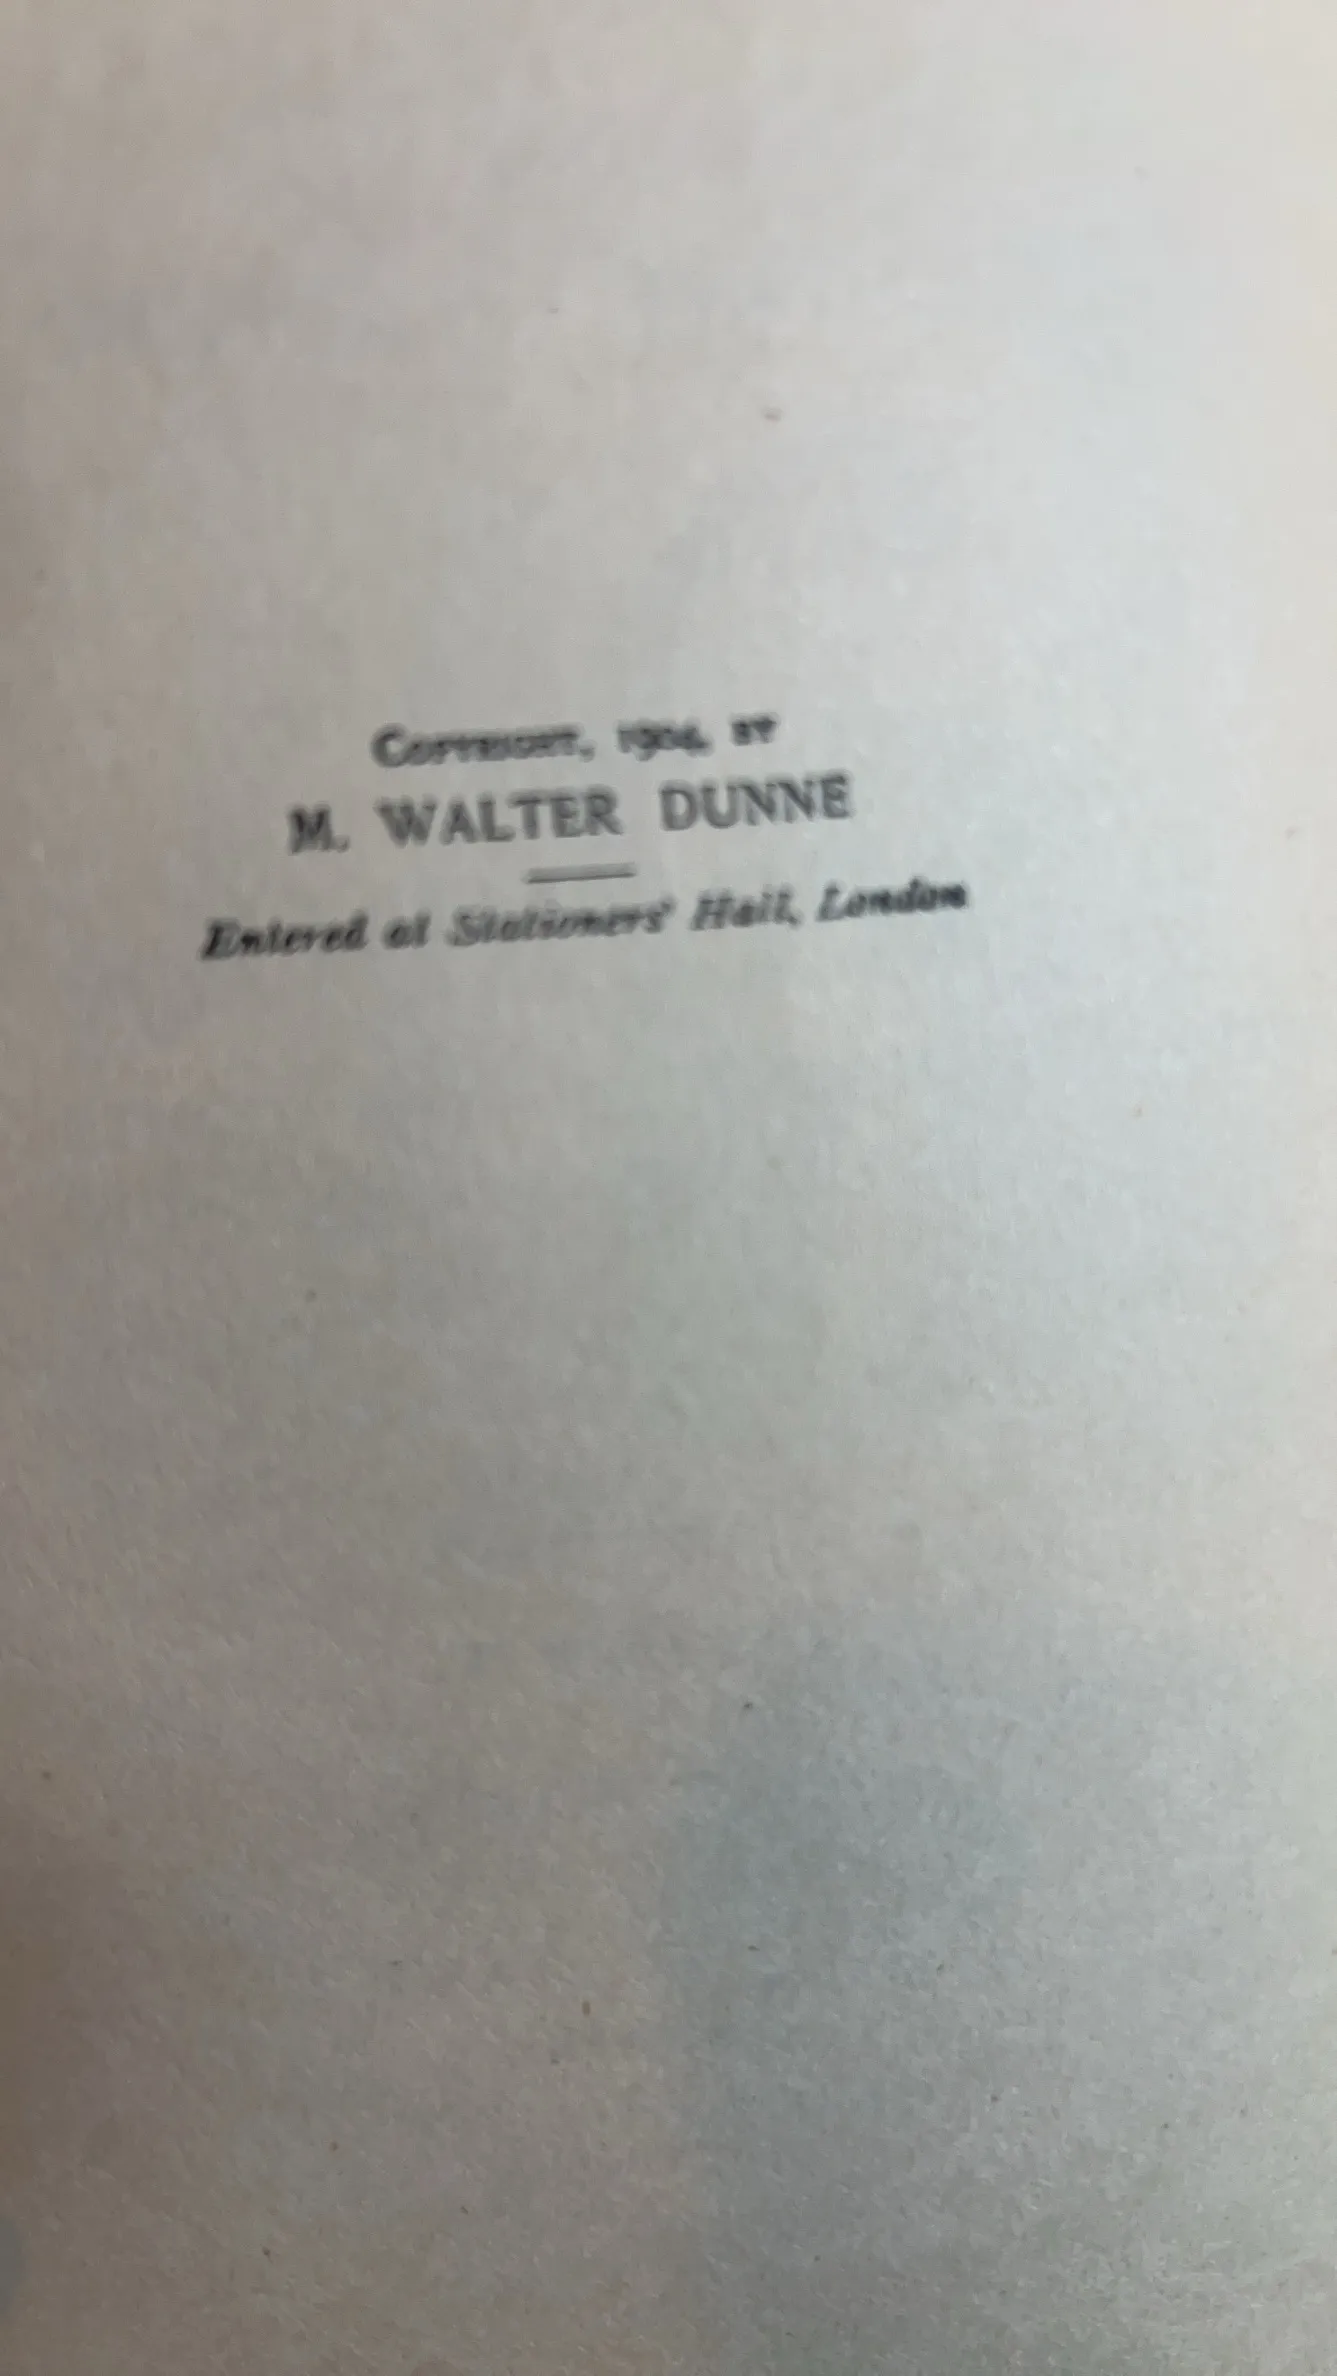 COPYRIGHT, 1904, BY
M. WALTER DUNNE
Entered at Stationers' Hall, London